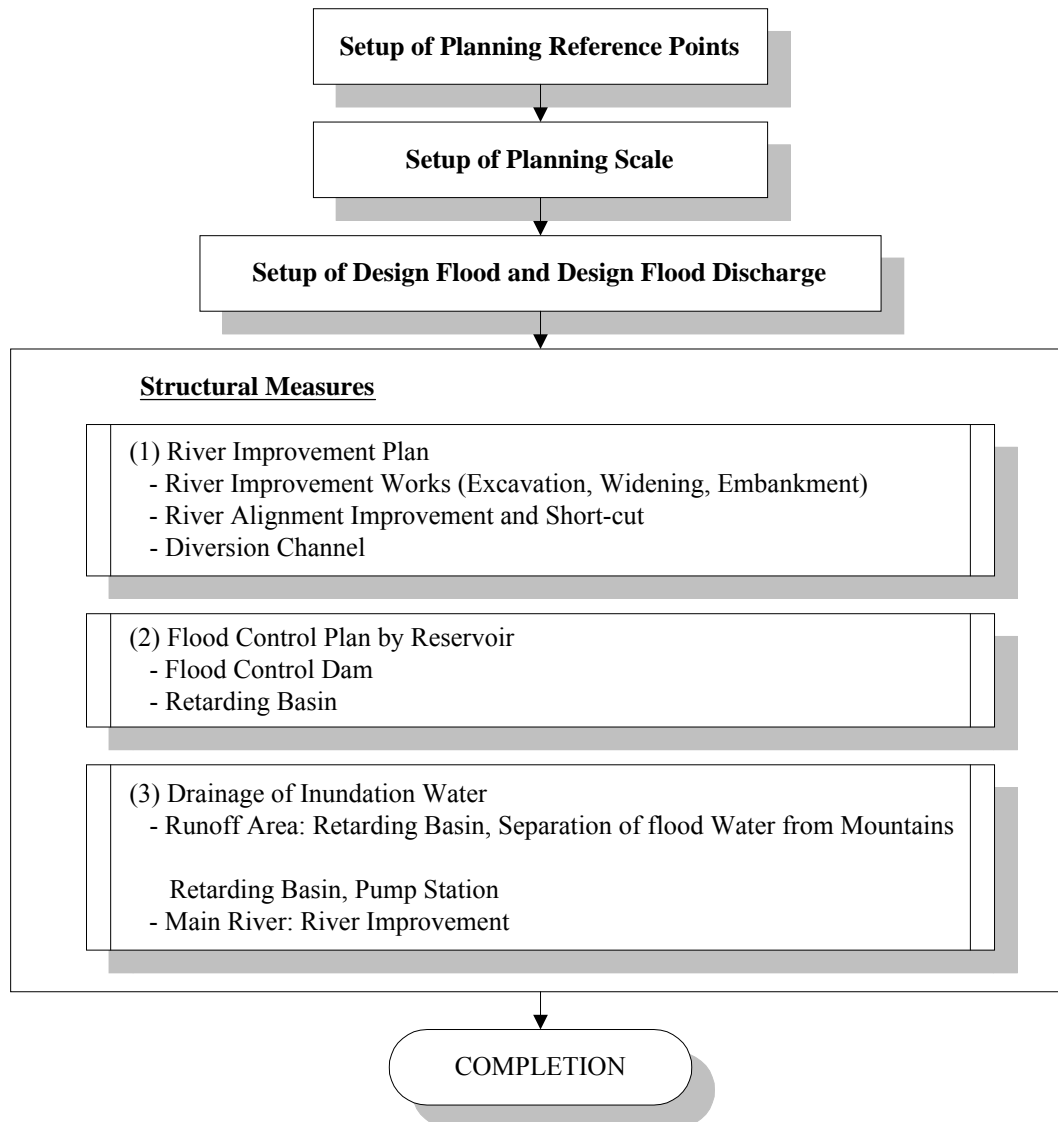 Setup of Planning Reference Points
Setup of Planning Scale
Setup of Design Flood and Design Flood Discharge
Structural Measures
(1) River Improvement Plan
- River Improvement Works (Excavation, Widening, Embankment)
- River Alignment Improvement and Short-cut
- Diversion Channel
(2) Flood Control Plan by Reservoir
- Flood Control Dam
- Retarding Basin
(3) Drainage of Inundation Water
- Runoff Area: Retarding Basin, Separation of flood Water from Mountains
Retarding Basin, Pump Station
- Main River: River Improvement
COMPLETION